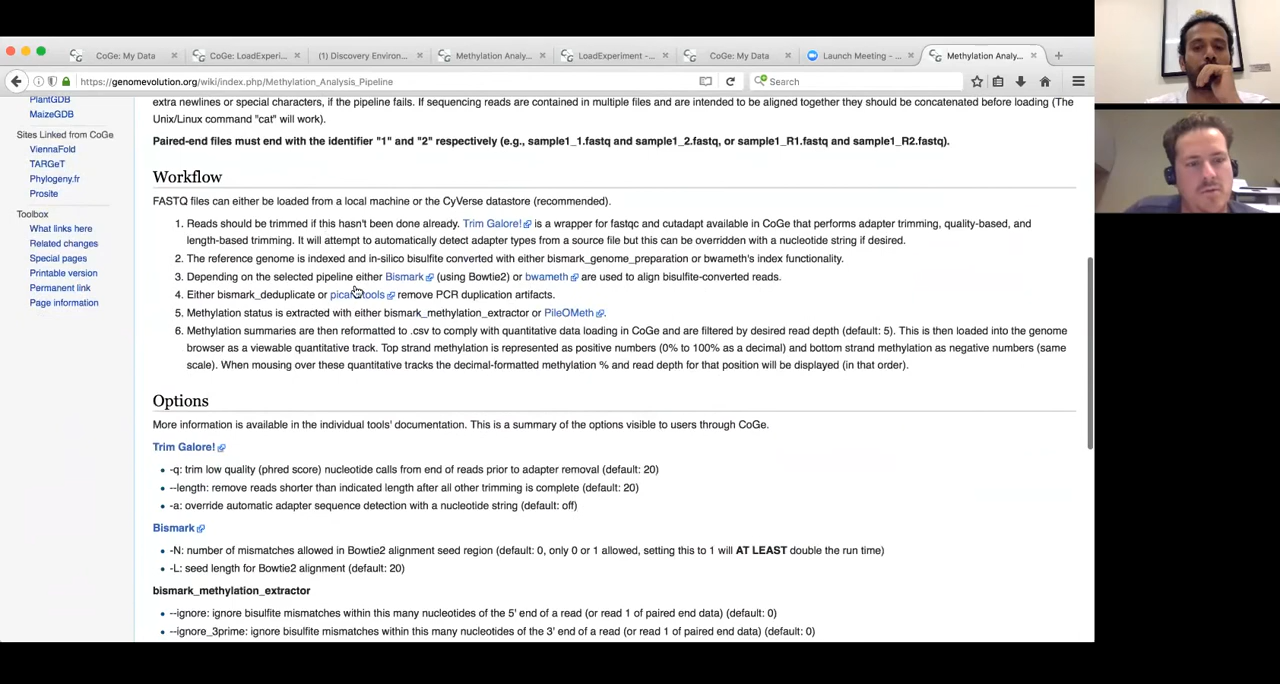 CoGe: My Data
CoGe: LoadExperi...
(1) Discovery Environ...
Methylation Analy...
LoadExperiment -...
CoGe: My Data
Launch Meeting - ...
Methylation Analy...
https://genomevolution.org/wiki/index.php/Methylation_Analysis_Pipeline
Search
PlantGDB
MaizeGDB
Sites Linked from CoGe
ViennaFold
TARGeT
Phylogeny.fr
Prosite
Toolbox
What links here
Related changes
Special pages
Printable version
Permanent link
Page information
extra newlines or special characters, if the pipeline fails. If sequencing reads are contained in multiple files and are intended to be aligned together they should be concatenated before loading (The
Unix/Linux command "cat" will work).
Paired-end files must end with the identifier "1" and "2" respectively (e.g., sample1_1.fastq and sample1_2.fastq, or sample1_R1.fastq and sample1_R2.fastq).
Workflow
FASTQ files can either be loaded from a local machine or the CyVerse datastore (recommended).
1. Reads should be trimmed if this hasn't been done already. Trim Galore! is a wrapper for fastqc and cutadapt available in CoGe that performs adapter trimming, quality-based, and
length-based trimming. It will attempt to automatically detect adapter types from a source file but this can be overridden with a nucleotide string if desired.
2. The reference genome is indexed and in-silico bisulfite converted with either bismark_genome_preparation or bwameth's index functionality.
3. Depending on the selected pipeline either Bismark (using Bowtie2) or bwameth are used to align bisulfite-converted reads.
4. Either bismark_deduplicate or picardtools remove PCR duplication artifacts.
5. Methylation status is extracted with either bismark_methylation_extractor or PileOMeth.
6. Methylation summaries are then reformatted to .csv to comply with quantitative data loading in CoGe and are filtered by desired read depth (default: 5). This is then loaded into the genome
browser as a viewable quantitative track. Top strand methylation is represented as positive numbers (0% to 100% as a decimal) and bottom strand methylation as negative numbers (same
scale). When mousing over these quantitative tracks the decimal-formatted methylation % and read depth for that position will be displayed (in that order).
Options
More information is available in the individual tools' documentation. This is a summary of the options visible to users through CoGe.
Trim Galore!
-q: trim low quality (phred score) nucleotide calls from end of reads prior to adapter removal (default: 20)
--length: remove reads shorter than indicated length after all other trimming is complete (default: 20)
-a: override automatic adapter sequence detection with a nucleotide string (default: off)
Bismark
-N: number of mismatches allowed in Bowtie2 alignment seed region (default: 0, only 0 or 1 allowed, setting this to 1 will AT LEAST double the run time)
-L: seed length for Bowtie2 alignment (default: 20)
bismark_methylation_extractor
--ignore: ignore bisulfite mismatches within this many nucleotides of the 5' end of a read (or read 1 of paired end data) (default: 0)
--ignore_3prime: ignore bisulfite mismatches within this many nucleotides of the 3' end of a read (or read 1 of paired end data) (default: 0)